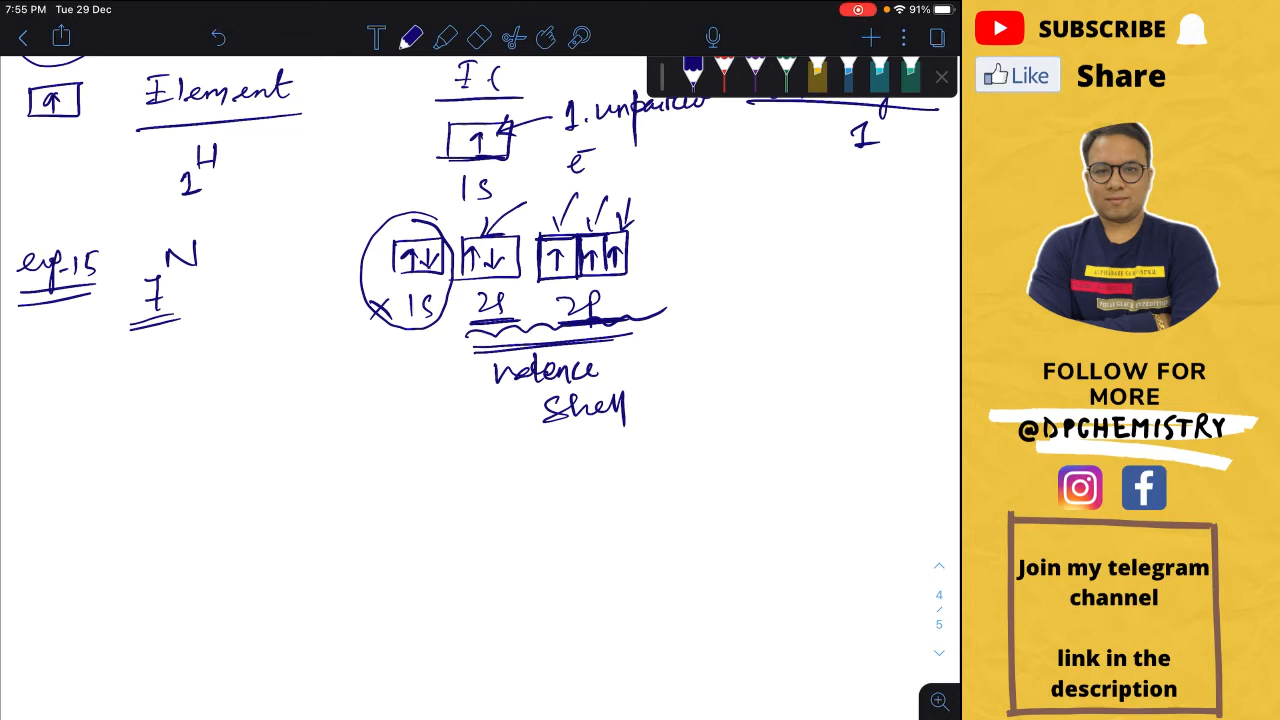 7:55 PM Tue 29 Dec
91%
Element
E C
1. unpaired
e̅
1
1H
1S
↑
↑
exp-15
7N
↑↓ ↑↓ ↑ ↑ ↑
x 1S 2S 2P
valence
Shell
4
/
5
SUBSCRIBE
Like Share
FOLLOW FOR
MORE
@DPCHEMISTRY
Join my telegram
channel
link in the
description